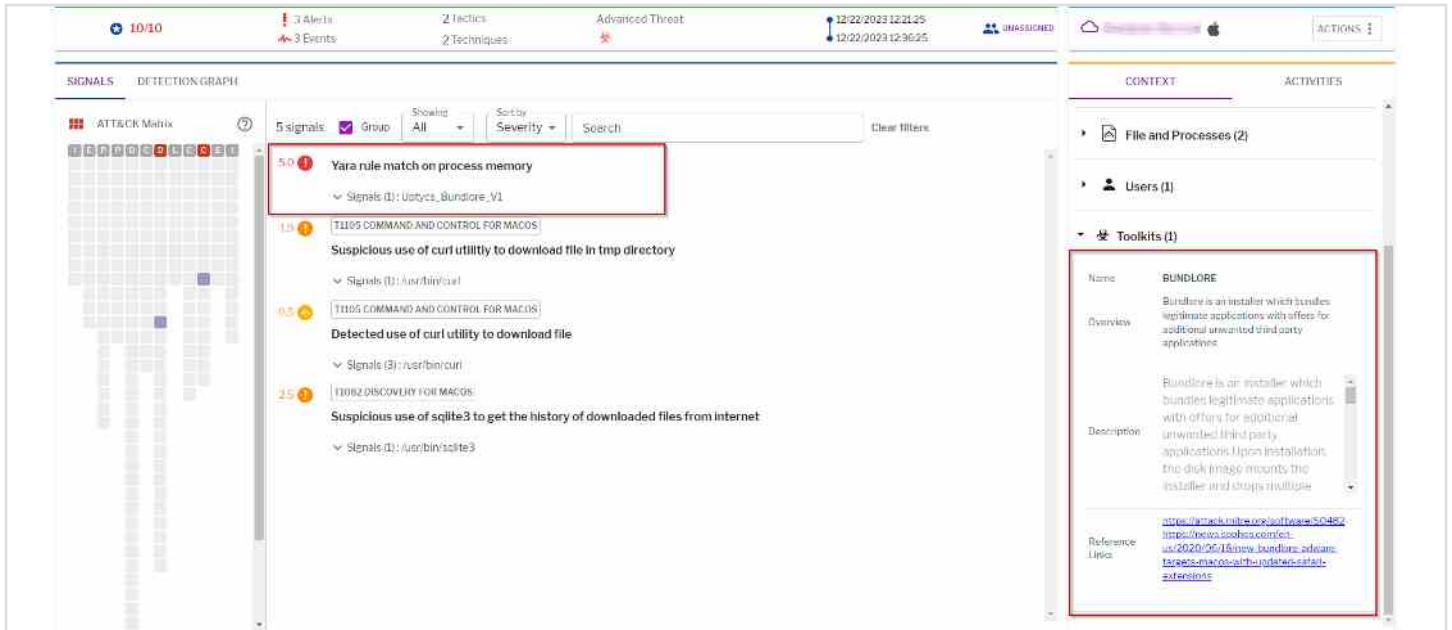 10/10
3 Alerts
3 Events
2 Tactics
2 Techniques
Advanced Threat
12/22/2023 12:21:25
12/22/2023 12:36:25
UNASSIGNED
ACTIONS
SIGNALS
DETECTION GRAPH
ATT&CK Matrix
I E P P D C D L C C E I
5 signals
Group
Showing
All
Sort by
Severity
Search
Clear filters
5.0
Yara rule match on process memory
Signals (1) : Uptycs_Bundlore_V1
T1105 COMMAND AND CONTROL FOR MACOS
Suspicious use of curl utilitiy to download file in tmp directory
Signals (1) : /usr/bin/curl
0.5
T1105 COMMAND AND CONTROL FOR MACOS
Detected use of curl utility to download file
Signals (3) : /usr/bin/curl
2.5
T1082 DISCOVERY FOR MACOS
Suspicious use of sqlite3 to get the history of downloaded files from internet
Signals (1) : /usr/bin/sqlite3
CONTEXT
ACTIVITIES
File and Processes (2)
Users (1)
Toolkits (1)
Name
BUNDLORE
Overview
Bundlore is an installer which bundles
legitimate applications with offers for
additional unwanted third party
applications
Description
Bundlore is an installer which
bundles legitimate applications
with offers for additional
unwanted third party
applications Upon installation,
the disk image mounts the
installer and drops multiple
Reference
Links
https://attack.mitre.org/software/S0482
https://news.sophos.com/en-
us/2020/06/16/new-bundlore-adware-
targets-macos-with-updated-safari-
extensions